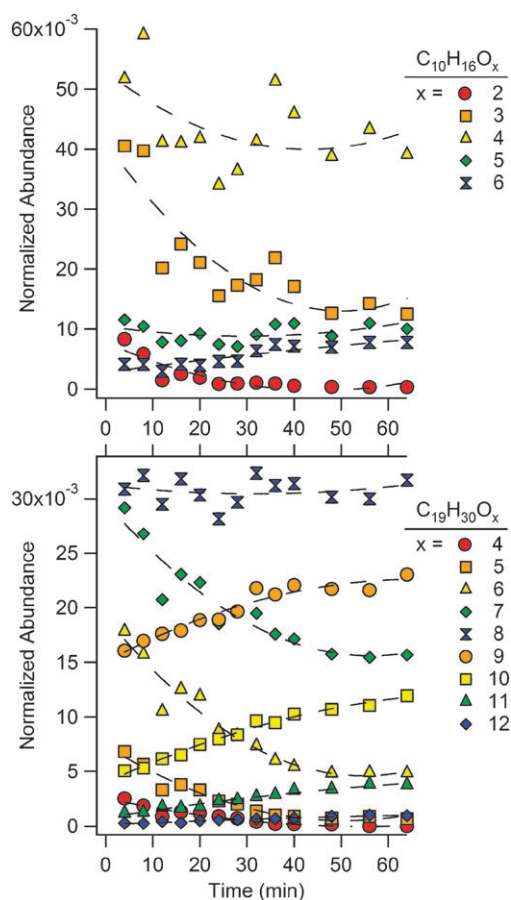 60x10⁻³
50
40
30
20
10
0
Normalized Abundance
0 10 20 30 40 50 60
C₁₀H₁₆Oₓ
x = 2
3
4
5
6
30x10⁻³
25
20
15
10
5
0
Normalized Abundance
0 10 20 30 40 50 60
Time (min)
C₁₉H₃₀Oₓ
x = 4
5
6
7
8
9
10
11
12